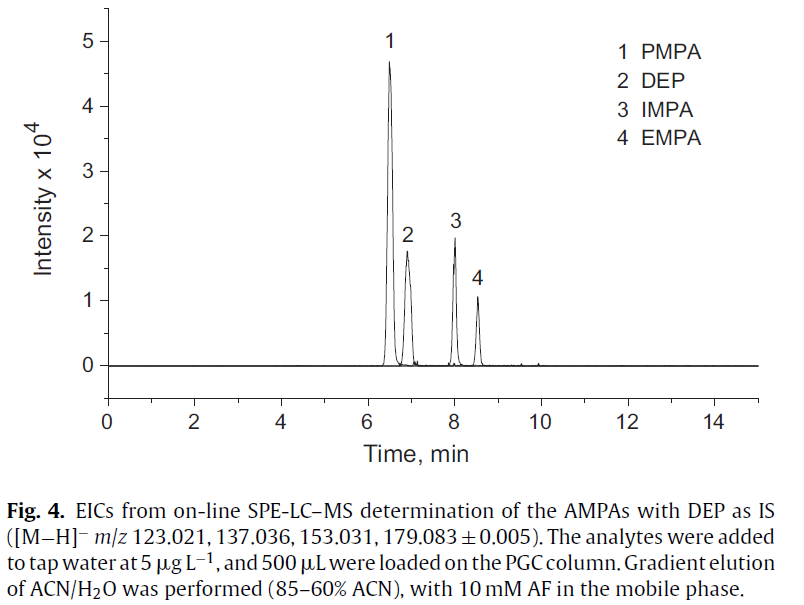 1
5
1 PMPA
2 DEP
3 IMPA
4 EMPA
4
3
2
3
2
4
1
0
Intensity x 10⁴
0 2 4 6 8 10 12 14
Time, min
Fig. 4. EICs from on-line SPE-LC–MS determination of the AMPAs with DEP as IS
([M−H]⁻ m/z 123.021, 137.036, 153.031, 179.083 ± 0.005). The analytes were added
to tap water at 5 μg L⁻¹, and 500 μL were loaded on the PGC column. Gradient elution
of ACN/H₂O was performed (85–60% ACN), with 10 mM AF in the mobile phase.